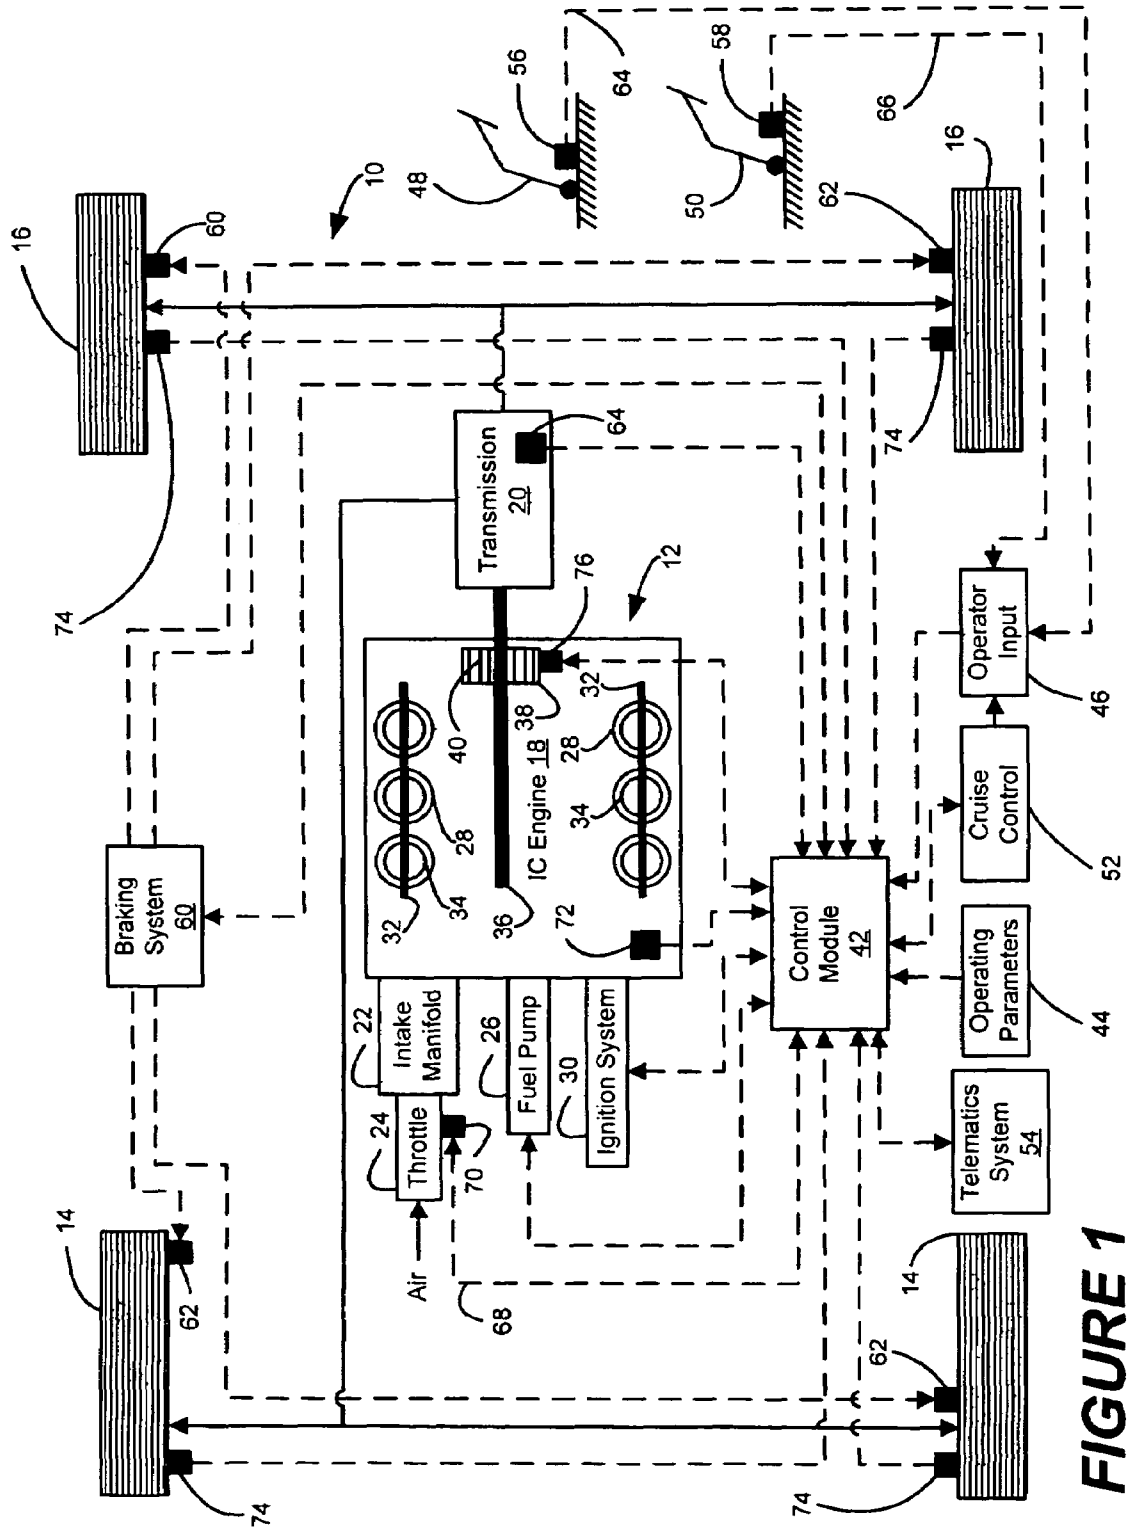 16
14
74
Braking
System
60
62
60
74
10
22
24
Intake
Manifold
Throttle
Air
32
34
28
40
48
70
68
26
Fuel Pump
36
38
Transmission
20
IC Engine 18
56
30
Ignition System
72
34
28
32
76
64
64
12
50
58
Control
Module
42
74
62
62
66
74
14
16
Telematics
System
54
Operating
Parameters
Cruise
Control
Operator
Input
44
52
46
FIGURE 1